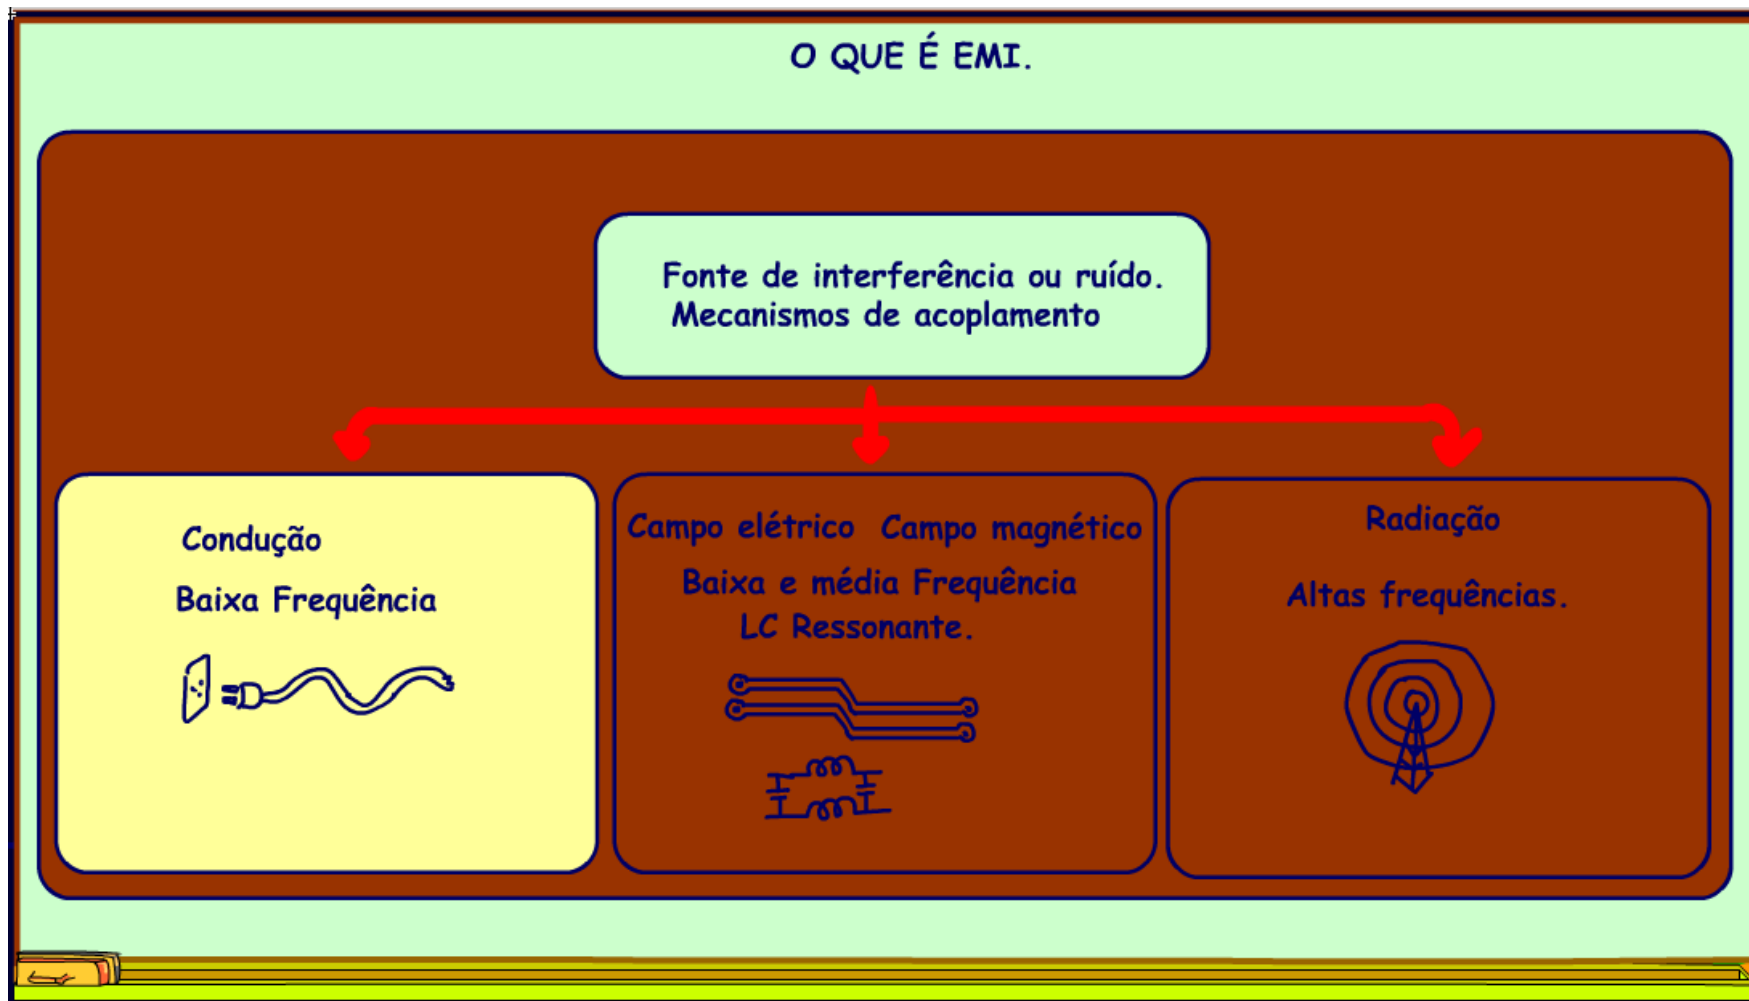 O QUE É EMI.
Fonte de interferência ou ruído.
Mecanismos de acoplamento
Condução
Baixa Frequência
Campo elétrico Campo magnético
Baixa e média Frequência
LC Ressonante.
Radiação
Altas frequências.